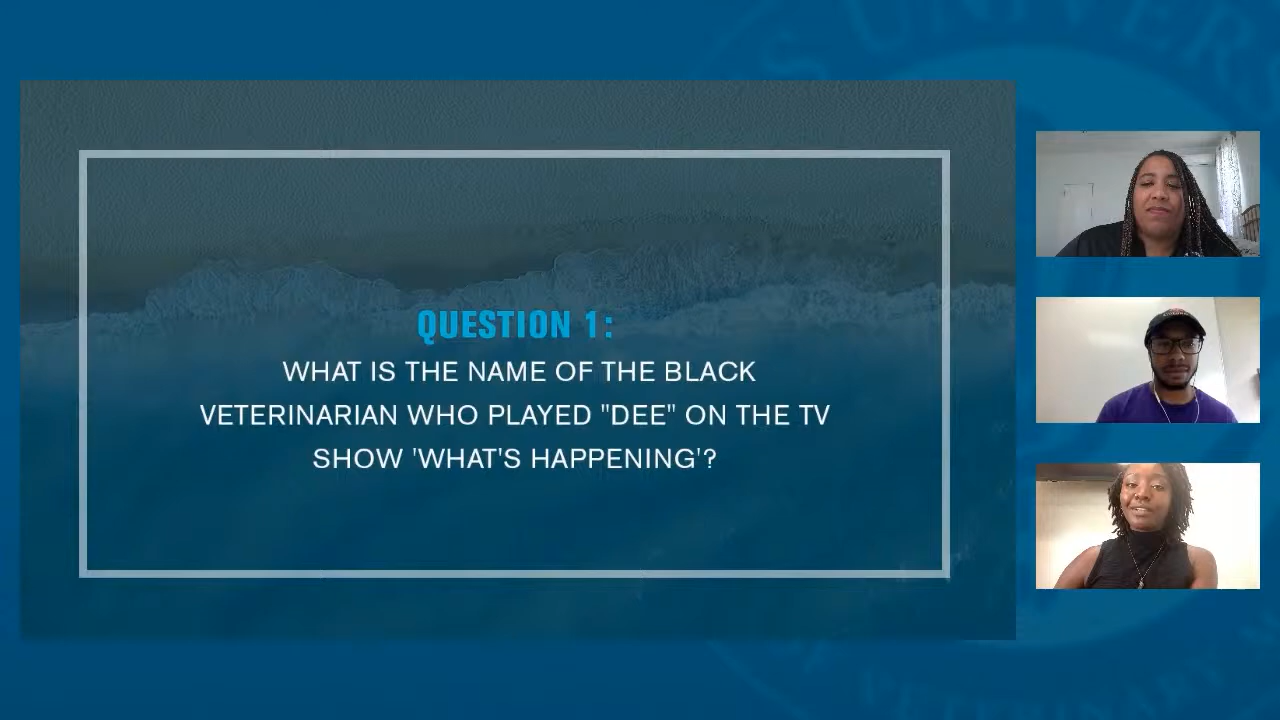 QUESTION 1:
WHAT IS THE NAME OF THE BLACK
VETERINARIAN WHO PLAYED "DEE" ON THE TV
SHOW 'WHAT'S HAPPENING'?